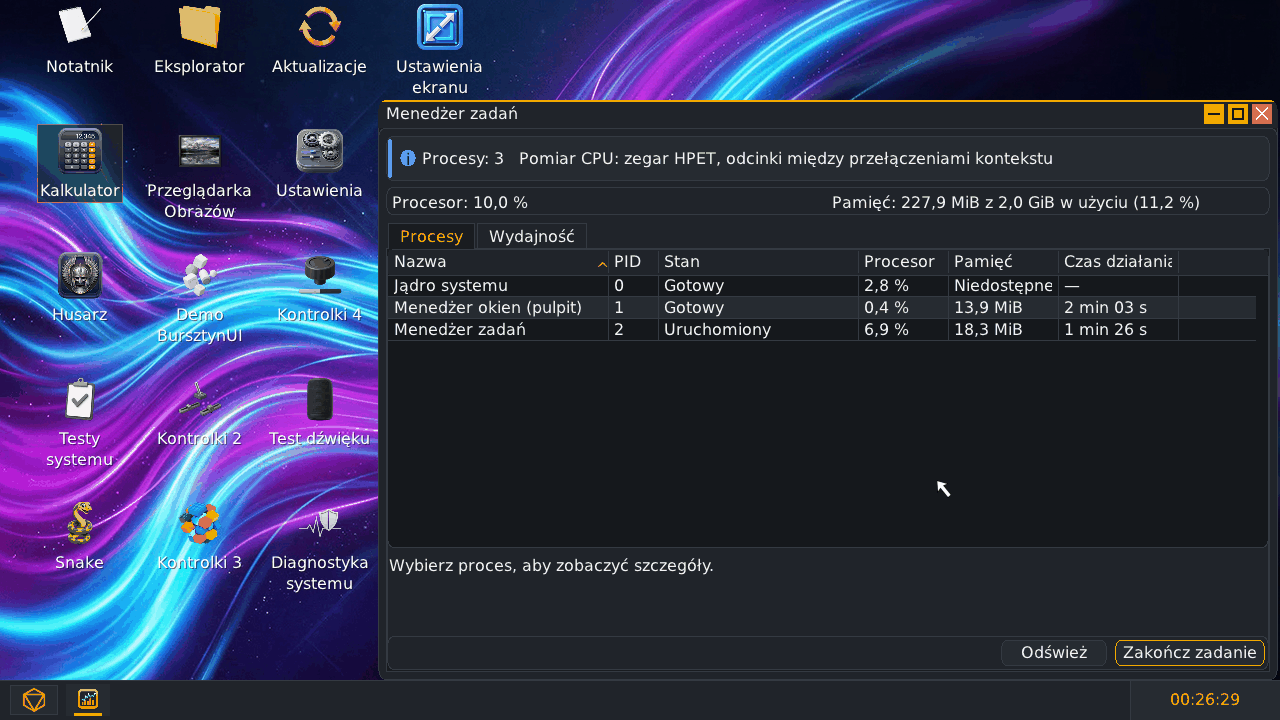 Notatnik
Eksplorator
Aktualizacje
Ustawienia
ekranu
Kalkulator
Przeglądarka
Obrazów
Ustawienia
Husarz
Demo
BursztynUI
Kontrolki 4
Testy
systemu
Kontrolki 2
Test dźwięku
Snake
Kontrolki 3
Diagnostyka
systemu
Menedżer zadań
Procesy: 3 Pomiar CPU: zegar HPET, odcinki między przełączeniami kontekstu
Procesor: 10,0 % Pamięć: 227,9 MiB z 2,0 GiB w użyciu (11,2 %)
Procesy Wydajność
Nazwa PID Stan Procesor Pamięć Czas działania
Jądro systemu 0 Gotowy 2,8 % Niedostępne —
Menedżer okien (pulpit) 1 Gotowy 0,4 % 13,9 MiB 2 min 03 s
Menedżer zadań 2 Uruchomiony 6,9 % 18,3 MiB 1 min 26 s
Wybierz proces, aby zobaczyć szczegóły.
Odśwież Zakończ zadanie
00:26:29